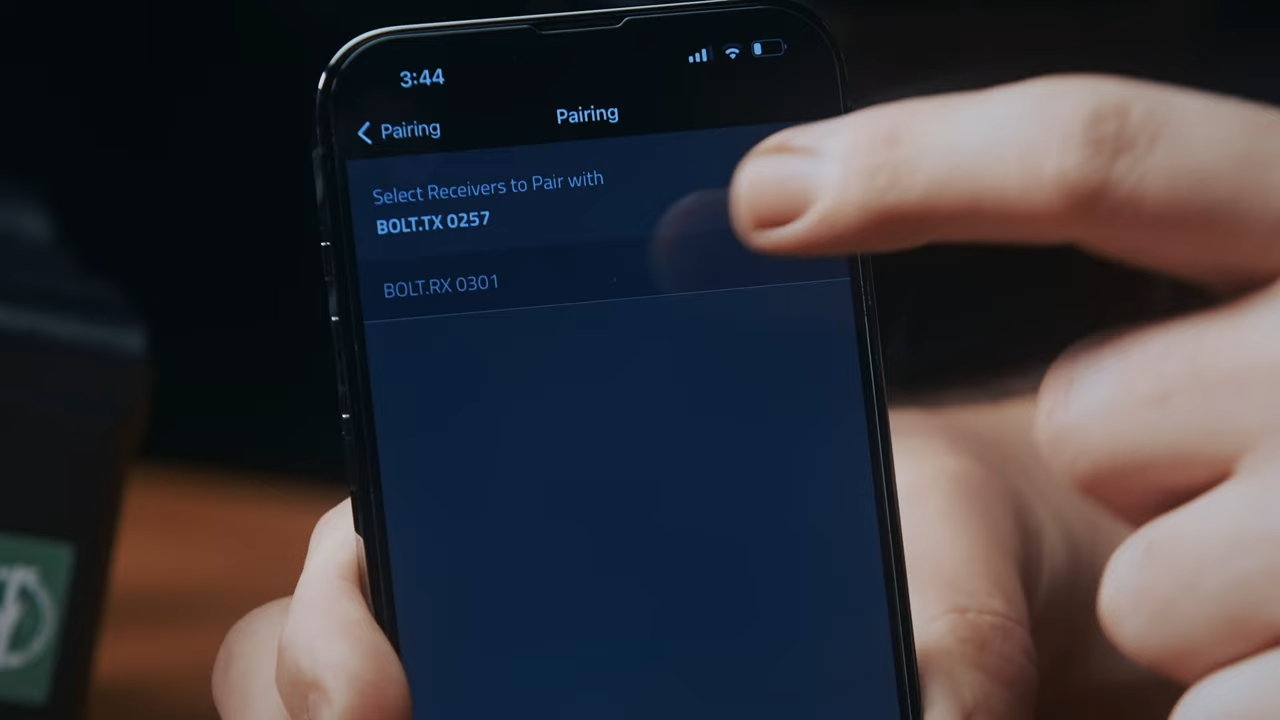 3:44
Pairing
Pairing
Select Receivers to Pair with
BOLT.TX 0257
BOLT.RX 0301